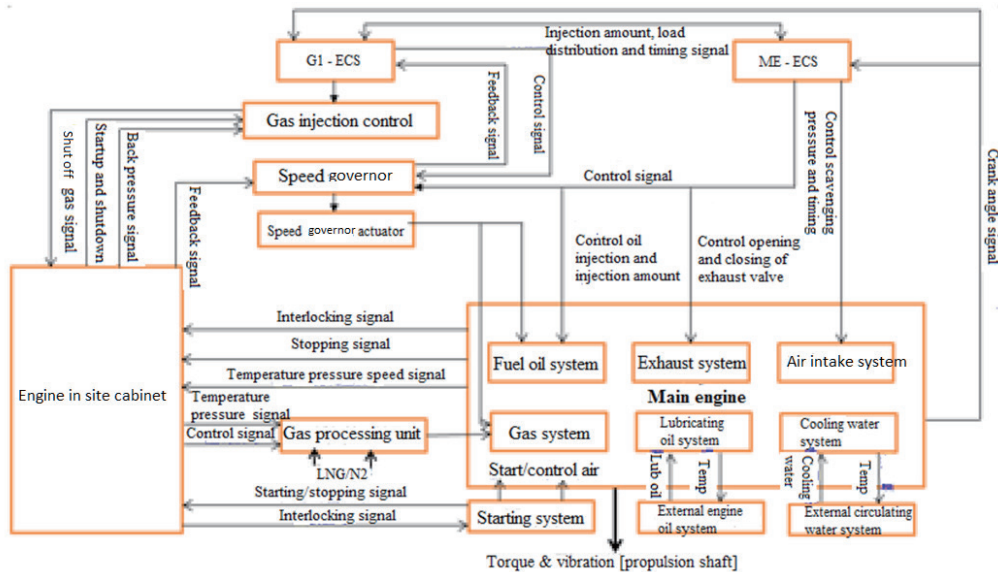 Injection amount, load
distribution and timing signal
G1 - ECS
ME - ECS
Gas injection control
Feedback signal
Control signal
Control scavenging
pressure and timing
Crank angle signal
Shut off gas signal
Startup and shutdown
Back pressure signal
Feedback signal
Speed governor
Control signal
Speed governor actuator
Control oil
injection and
injection amount
Control opening
and closing of
exhaust valve
Engine in site cabinet
Interlocking signal
Stopping signal
Temperature pressure speed signal
Temperature
pressure signal
Control signal
Gas processing unit
LNG/N2
Starting/stopping signal
Interlocking signal
Fuel oil system
Exhaust system
Air intake system
Main engine
Gas system
Lubricating
oil system
Cooling water
system
Start/control air
Lub oil
Temp
Cooling
water
Temp
Starting system
External engine
oil system
External circulating
water system
Torque & vibration [propulsion shaft]